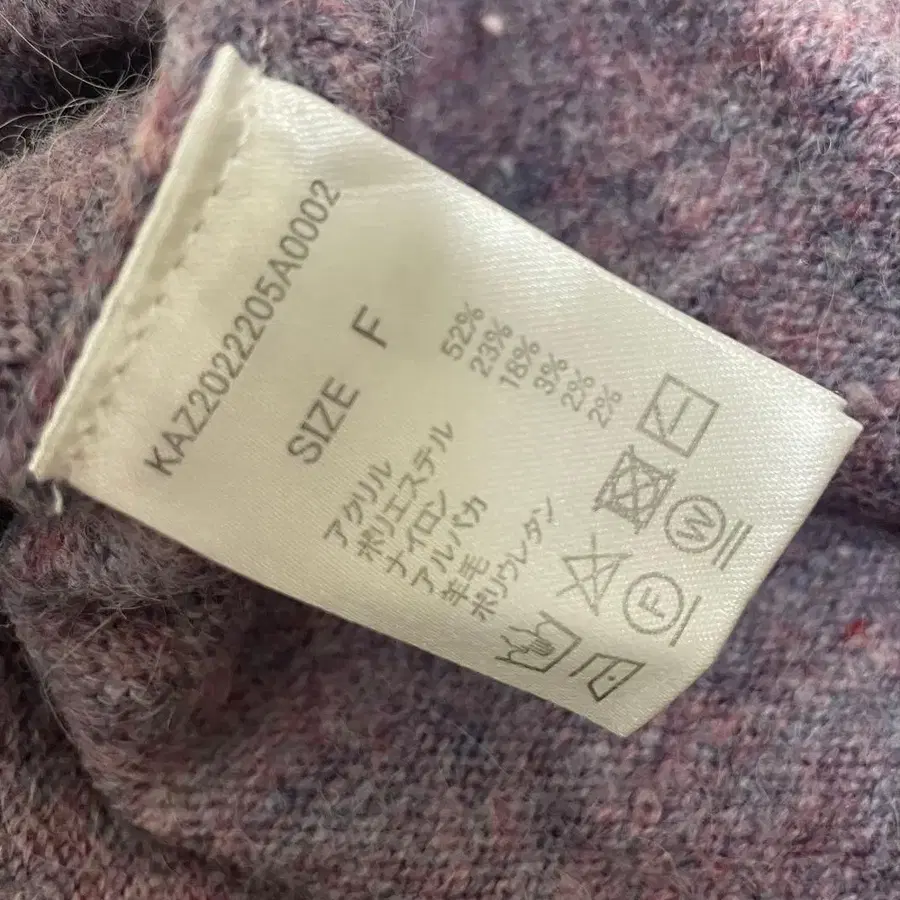 KAZ2022205A0002
SIZE F
アクリル 52%
ポリエステル 23%
ナイロン 18%
アルパカ 3%
羊毛 2%
ポリウレタン 2%
W
F